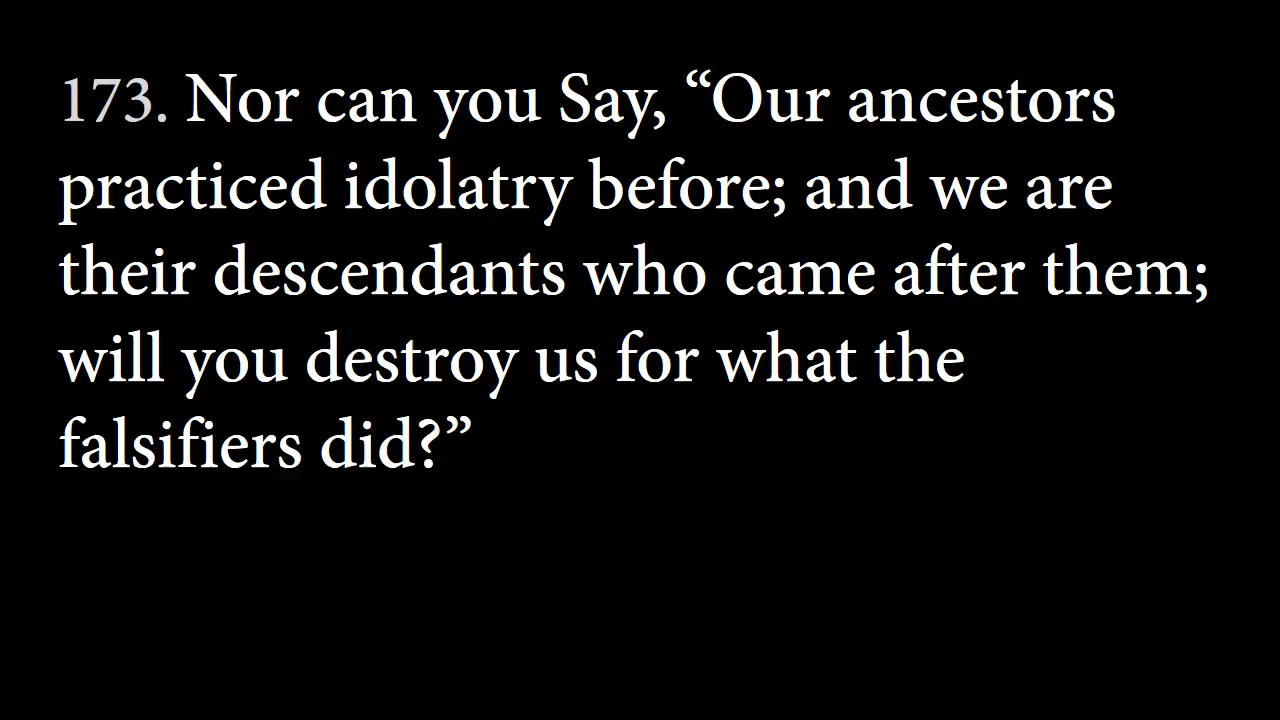 173. Nor can you Say, “Our ancestors
practiced idolatry before; and we are
their descendants who came after them;
will you destroy us for what the
falsifiers did?”